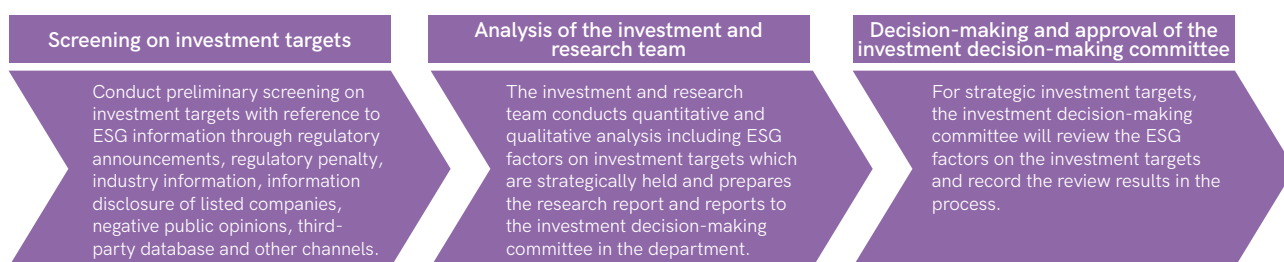 Screening on investment targets
Conduct preliminary screening on
investment targets with reference to
ESG information through regulatory
announcements, regulatory penalty,
industry information, information
disclosure of listed companies,
negative public opinions, third-
party database and other channels.
Analysis of the investment and
research team
The investment and research
team conducts quantitative and
qualitative analysis including ESG
factors on investment targets which
are strategically held and prepares
the research report and reports to
the investment decision-making
committee in the department.
Decision-making and approval of the
investment decision-making committee
For strategic investment targets,
the investment decision-making
committee will review the ESG
factors on the investment targets
and record the review results in the
process.